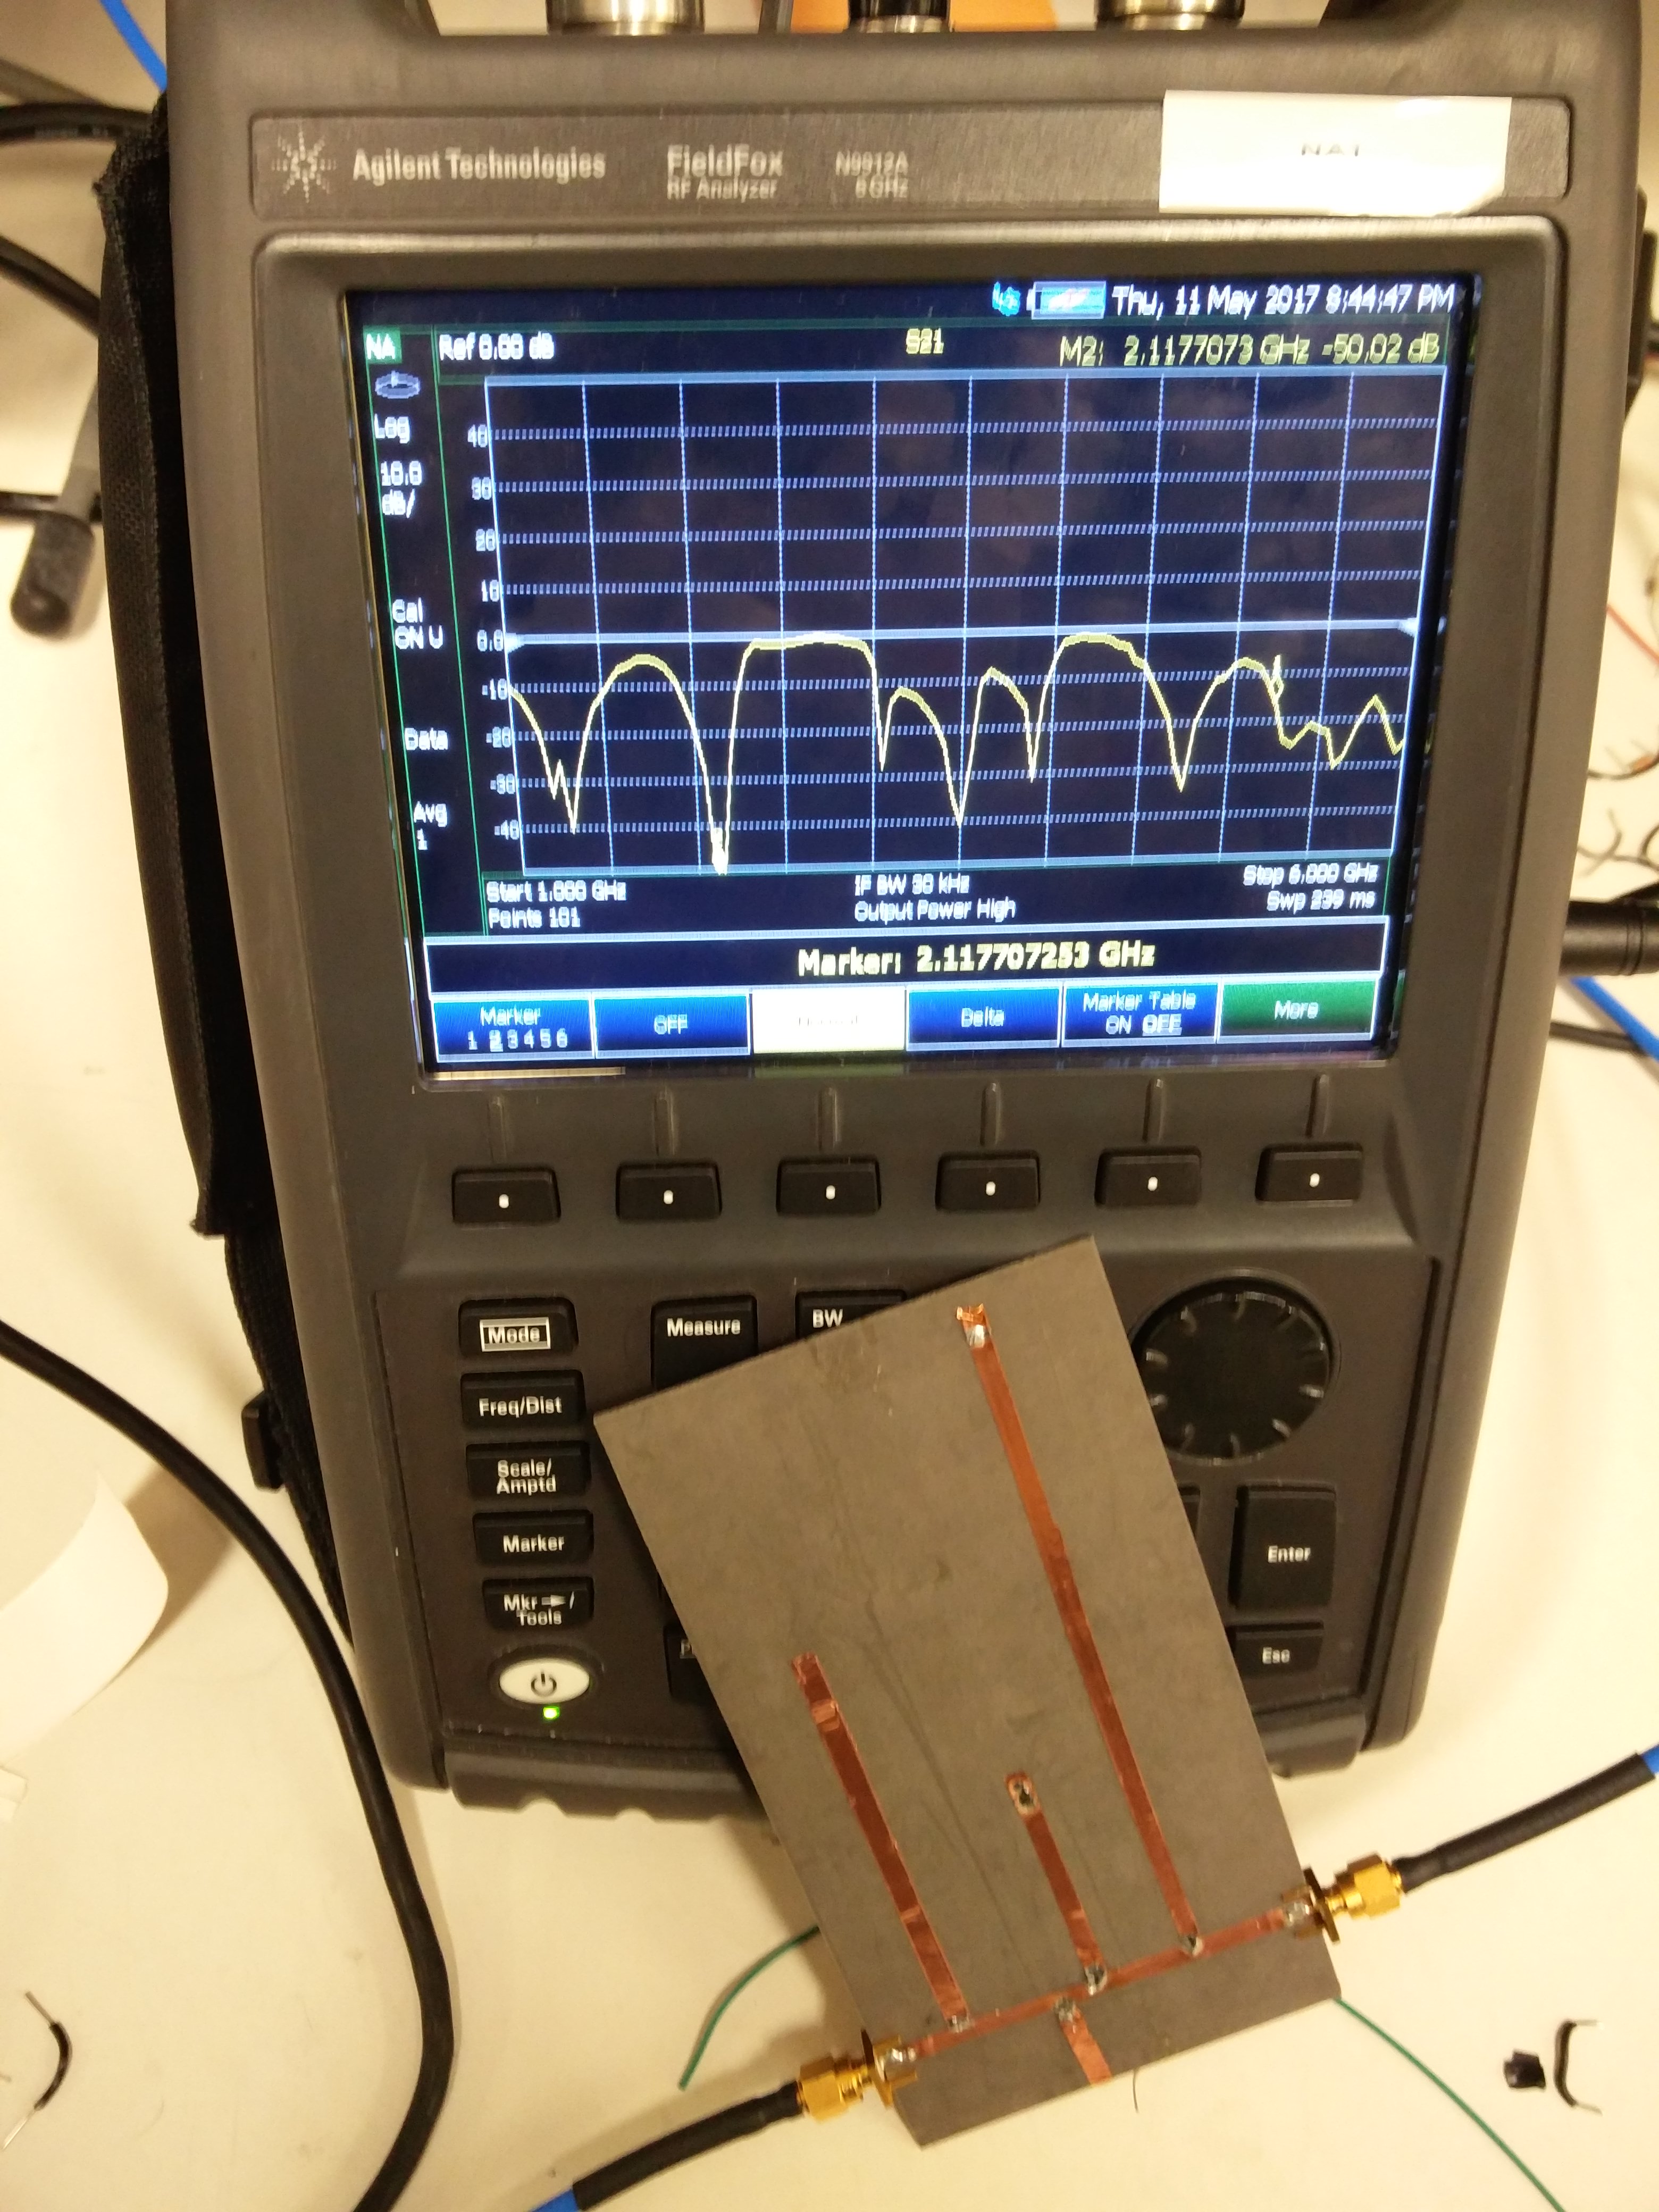 Agilent Technologies FieldFox N9912A
RF Analyzer 6 GHz
NA1
Thu, 11 May 2017 8:44:47 PM
NA Ref 0.00 dB S21 M2: 2.1177073 GHz -50.02 dB
Log
10.0
dB/
Cal
ON U
Data
Avg
1
40
30
20
10
0.0
-10
-20
-30
-40
Start 1.000 GHz IF BW 30 kHz Stop 6.000 GHz
Points 101 Output Power High Swp 239 ms
Marker: 2.117707253 GHz
Marker
1 2 3 4 5 6
OFF
Normal
Delta
Marker Table
ON OFF
More
Mode
Measure
BW
Freq/Dist
Scale/
Amptd
Marker
Mkr→/
Tools
Enter
Esc